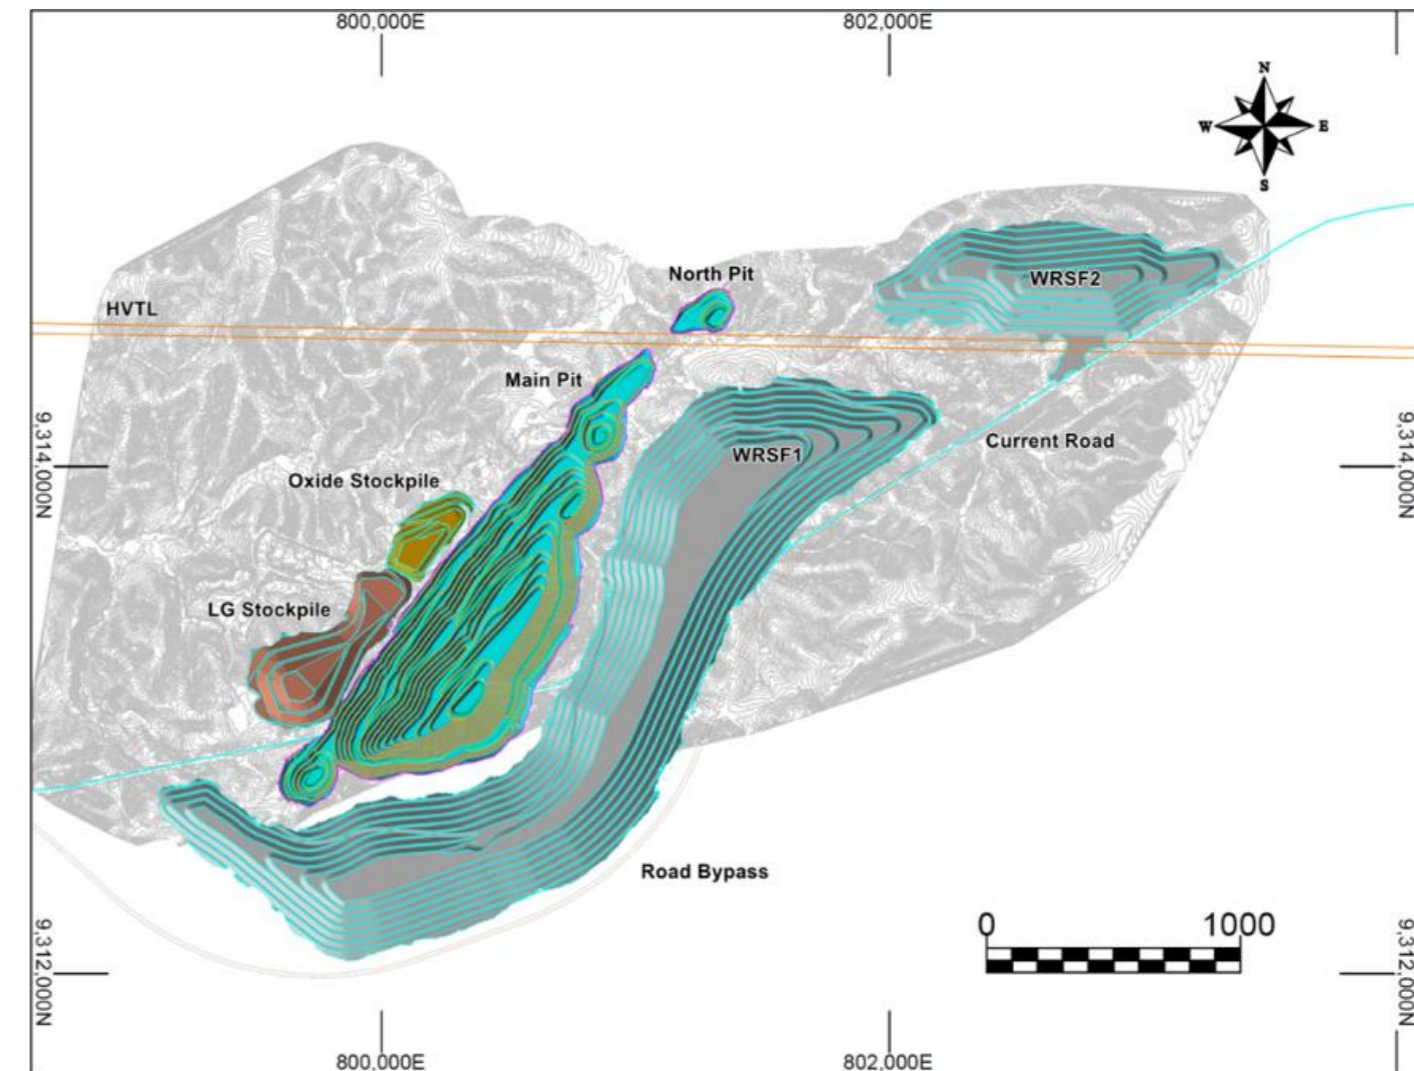 800,000E
802,000E
N
W
E
S
North Pit
WRSF2
HVTL
Main Pit
9,314,000N
Current Road
9,314,000N
WRSF1
Oxide Stockpile
LG Stockpile
Road Bypass
0
1000
9,312,000N
9,312,000N
800,000E
802,000E